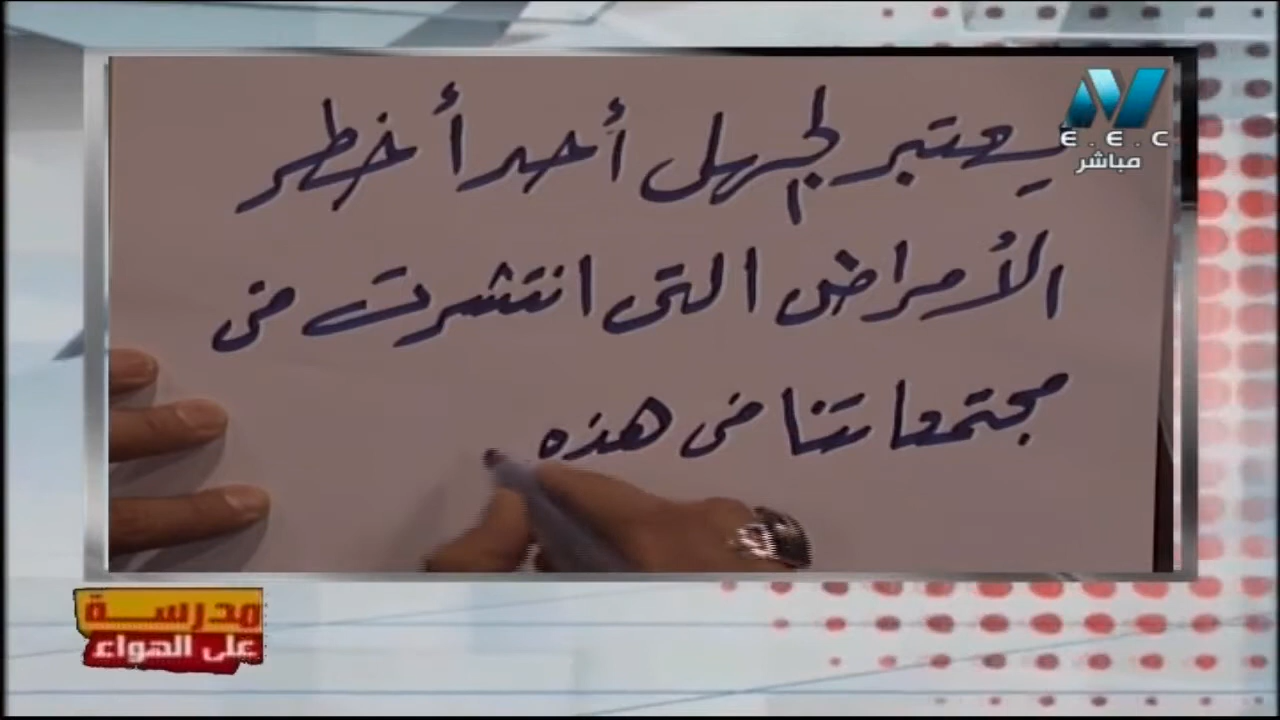 يعتبر الجهل أحد أخطر
الأمراض التى انتشرت فى
مجتمعاتنا فى هذه
E.E.C
مباشر
مدرسة
على الهواء